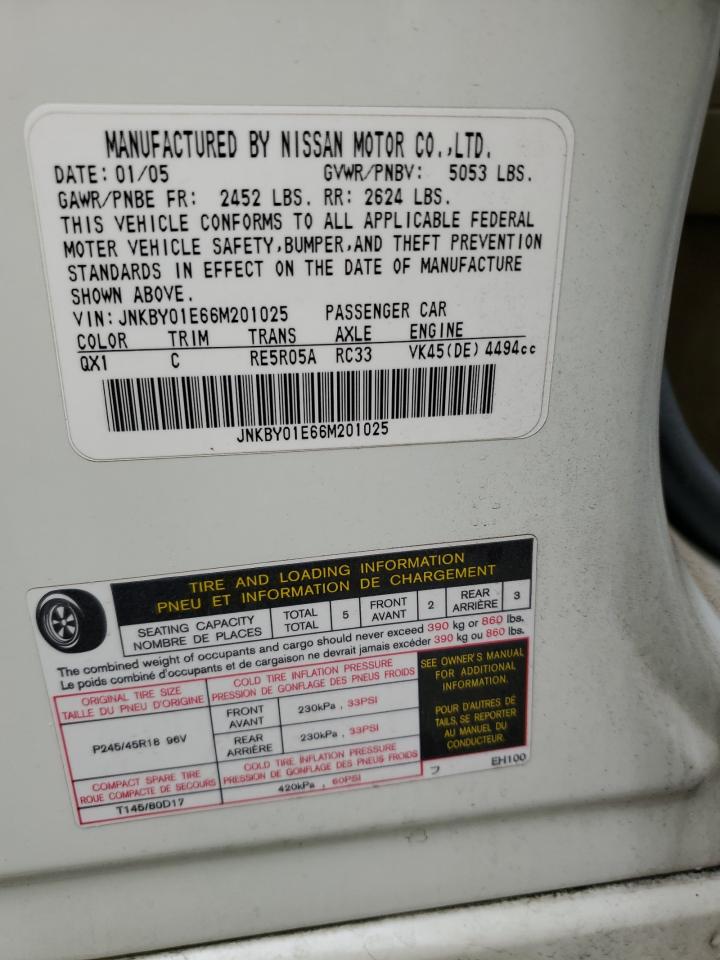 MANUFACTURED BY NISSAN MOTOR CO.,LTD.
DATE: 01/05 GVWR/PNBV: 5053 LBS.
GAWR/PNBE FR: 2452 LBS. RR: 2624 LBS.
THIS VEHICLE CONFORMS TO ALL APPLICABLE FEDERAL
MOTER VEHICLE SAFETY,BUMPER,AND THEFT PREVENTION
STANDARDS IN EFFECT ON THE DATE OF MANUFACTURE
SHOWN ABOVE.
VIN: JNKBY01E66M201025 PASSENGER CAR
COLOR TRIM TRANS AXLE ENGINE
QX1 C RE5R05A RC33 VK45(DE) 4494cc
JNKBY01E66M201025
TIRE AND LOADING INFORMATION
PNEU ET INFORMATION DE CHARGEMENT
SEATING CAPACITY TOTAL 5 FRONT 2 REAR 3
NOMBRE DE PLACES TOTAL AVANT ARRIÈRE
The combined weight of occupants and cargo should never exceed 390 kg or 860 lbs.
Le poids combiné d'occupants et de cargaison ne devrait jamais excéder 390 kg ou 860 lbs.
ORIGINAL TIRE SIZE
TAILLE DU PNEU D'ORIGINE
COLD TIRE INFLATION PRESSURE
PRESSION DE GONFLAGE DES PNEUS FROIDS
P245/45R18 96V
FRONT
AVANT
230kPa , 33PSI
REAR
ARRIÈRE
230kPa , 33PSI
COMPACT SPARE TIRE
ROUE COMPACTE DE SECOURS
COLD TIRE INFLATION PRESSURE
PRESSION DE GONFLAGE DES PNEUS FROIDS
T145/80D17
420kPa , 60PSI
SEE OWNER'S MANUAL
FOR ADDITIONAL
INFORMATION.
POUR D'AUTRES DÉ
TAILS, SE REPORTER
AU MANUEL DU
CONDUCTEUR.
EH100